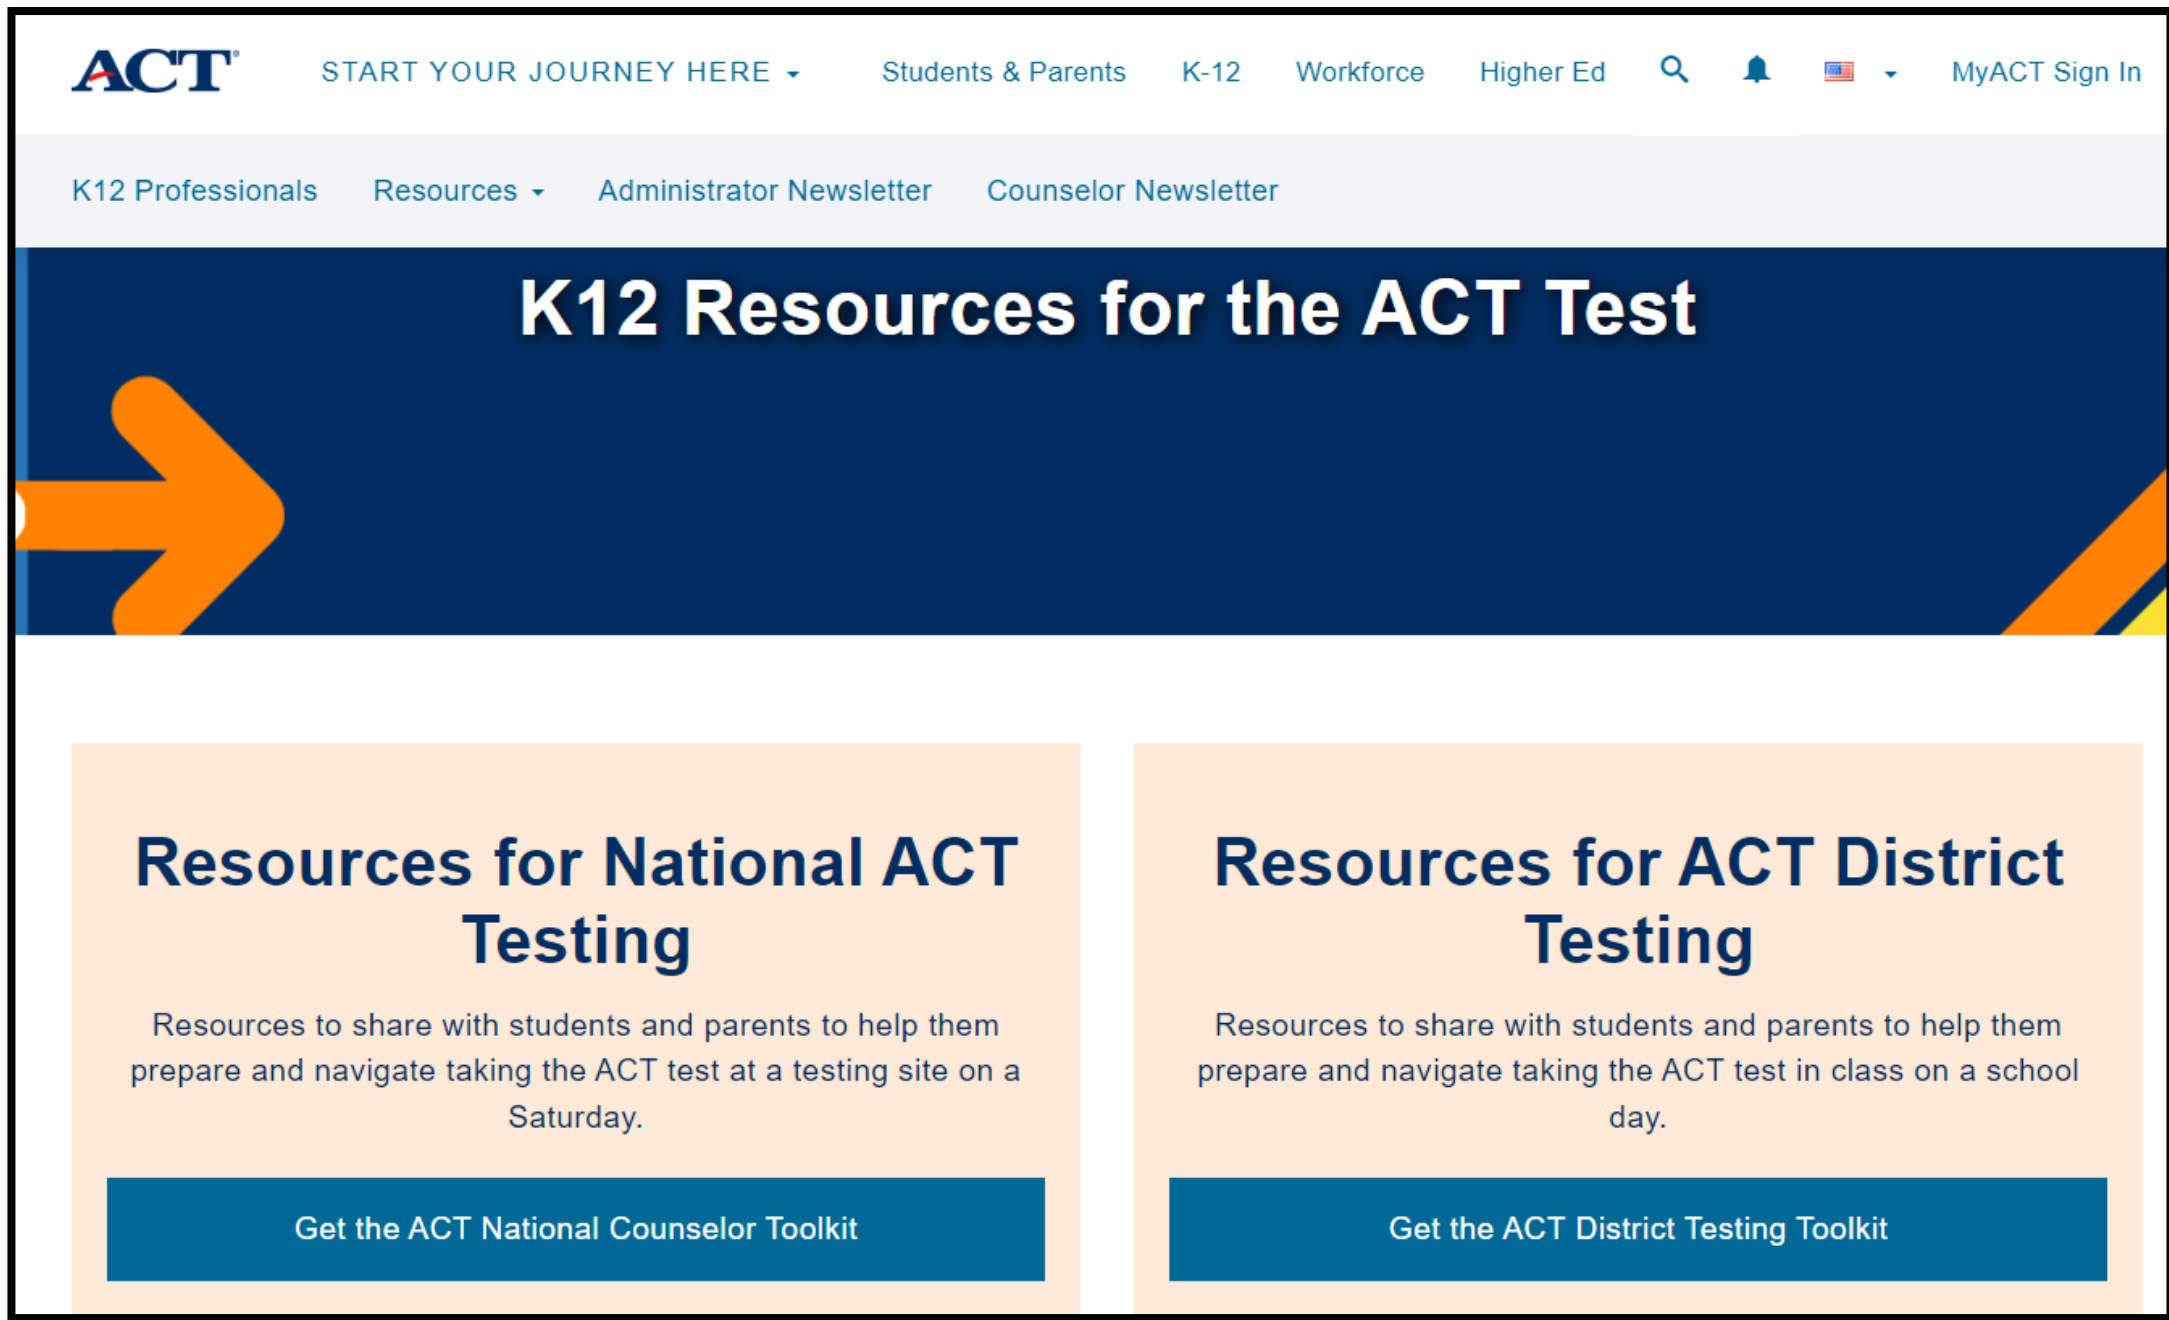 ACT®
START YOUR JOURNEY HERE
Students & Parents
K-12
Workforce
Higher Ed
MyACT Sign In
K12 Professionals
Resources
Administrator Newsletter
Counselor Newsletter
K12 Resources for the ACT Test
Resources for National ACT
Testing
Resources to share with students and parents to help them
prepare and navigate taking the ACT test at a testing site on a
Saturday.
Get the ACT National Counselor Toolkit
Resources for ACT District
Testing
Resources to share with students and parents to help them
prepare and navigate taking the ACT test in class on a school
day.
Get the ACT District Testing Toolkit